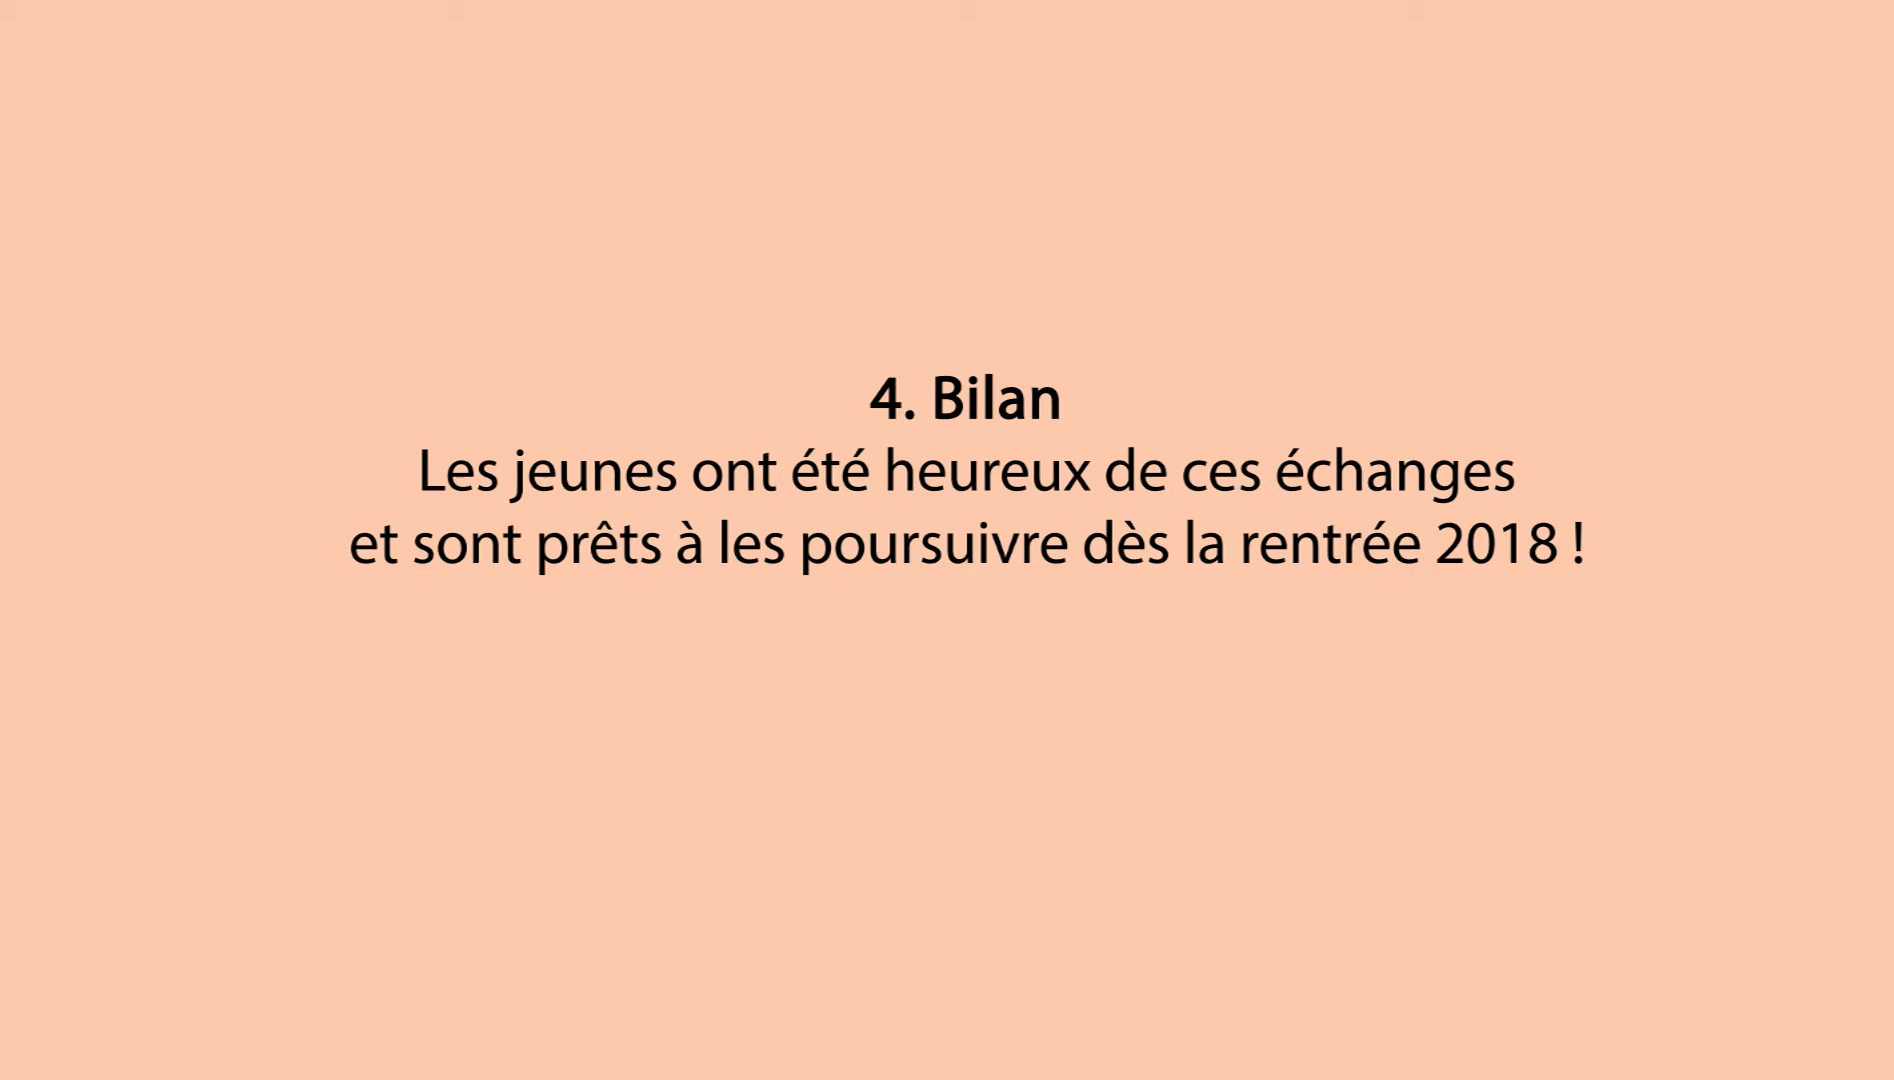 4. Bilan
Les jeunes ont été heureux de ces échanges
et sont prêts à les poursuivre dès la rentrée 2018 !